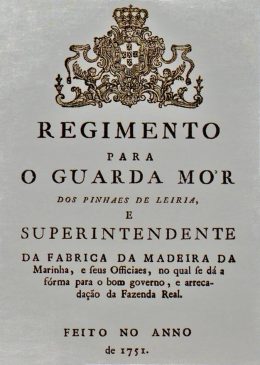 REGIMENTO
PARA
O GUARDA MO'R
DOS PINHAES DE LEIRIA,
E
SUPERINTENDENTE
DA FABRICA DA MADEIRA DA
Marinha, e seus Officiaes, no qual se dá a
fórma para o bom governo, e arreca-
dação da Fazenda Real.
FEITO NO ANNO
de 1751.